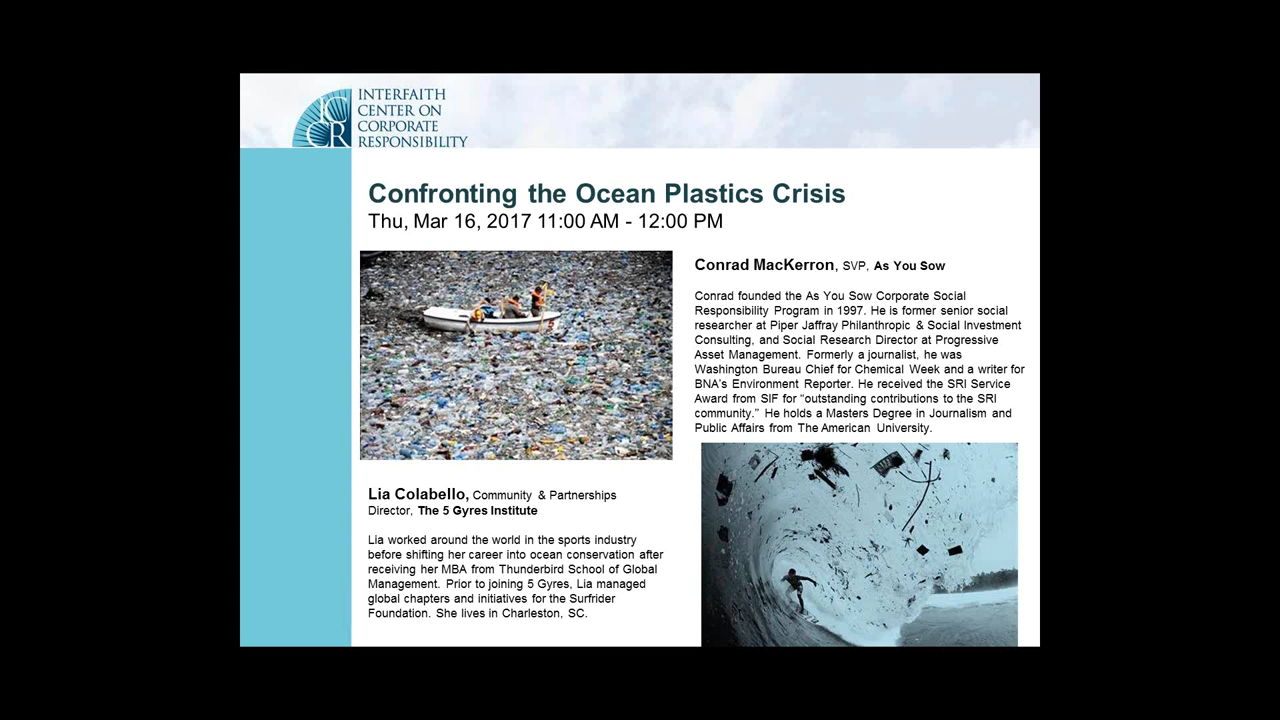 ICCR
INTERFAITH
CENTER ON
CORPORATE
RESPONSIBILITY
Confronting the Ocean Plastics Crisis
Thu, Mar 16, 2017 11:00 AM - 12:00 PM
Conrad MacKerron, SVP, As You Sow
Conrad founded the As You Sow Corporate Social
Responsibility Program in 1997. He is former senior social
researcher at Piper Jaffray Philanthropic & Social Investment
Consulting, and Social Research Director at Progressive
Asset Management. Formerly a journalist, he was
Washington Bureau Chief for Chemical Week and a writer for
BNA's Environment Reporter. He received the SRI Service
Award from SIF for “outstanding contributions to the SRI
community.” He holds a Masters Degree in Journalism and
Public Affairs from The American University.
Lia Colabello, Community & Partnerships
Director, The 5 Gyres Institute
Lia worked around the world in the sports industry
before shifting her career into ocean conservation after
receiving her MBA from Thunderbird School of Global
Management. Prior to joining 5 Gyres, Lia managed
global chapters and initiatives for the Surfrider
Foundation. She lives in Charleston, SC.